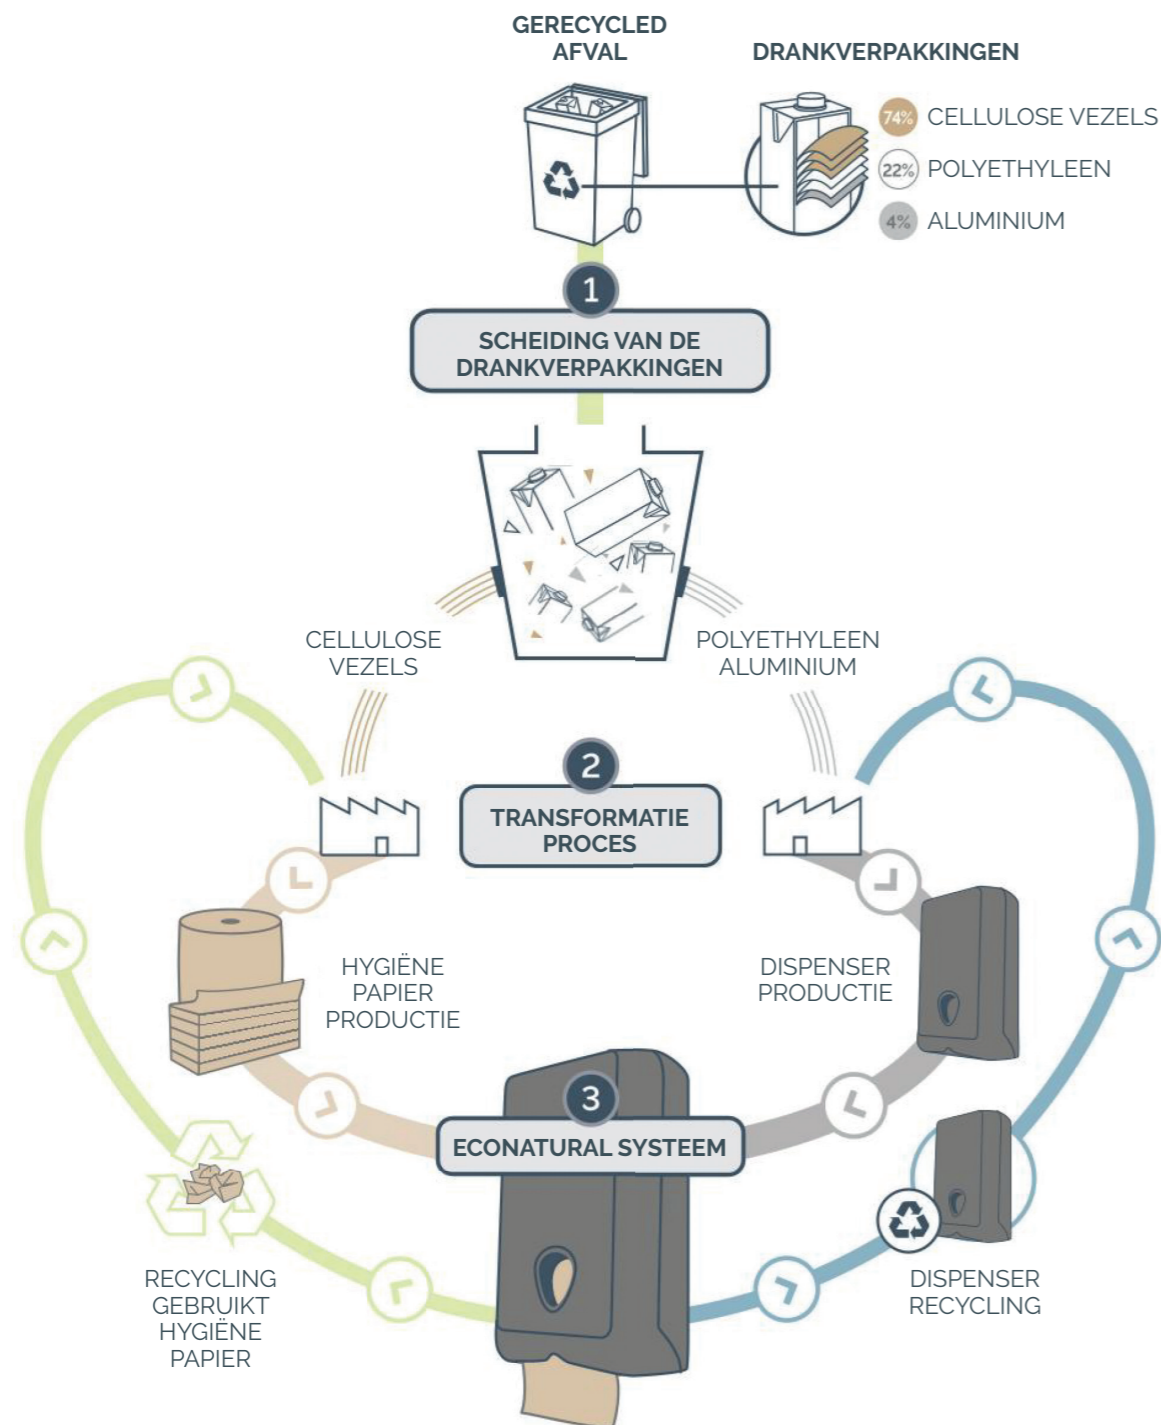 GERECYCLED
AFVAL
DRANKVERPAKKINGEN
74% CELLULOSE VEZELS
22% POLYETHYLEEN
4% ALUMINIUM
1
SCHEIDING VAN DE
DRANKVERPAKKINGEN
CELLULOSE
VEZELS
POLYETHYLEEN
ALUMINIUM
2
TRANSFORMATIE
PROCES
HYGIËNE
PAPIER
PRODUCTIE
DISPENSER
PRODUCTIE
3
ECONATURAL SYSTEEM
RECYCLING
GEBRUIKT
HYGIËNE
PAPIER
DISPENSER
RECYCLING